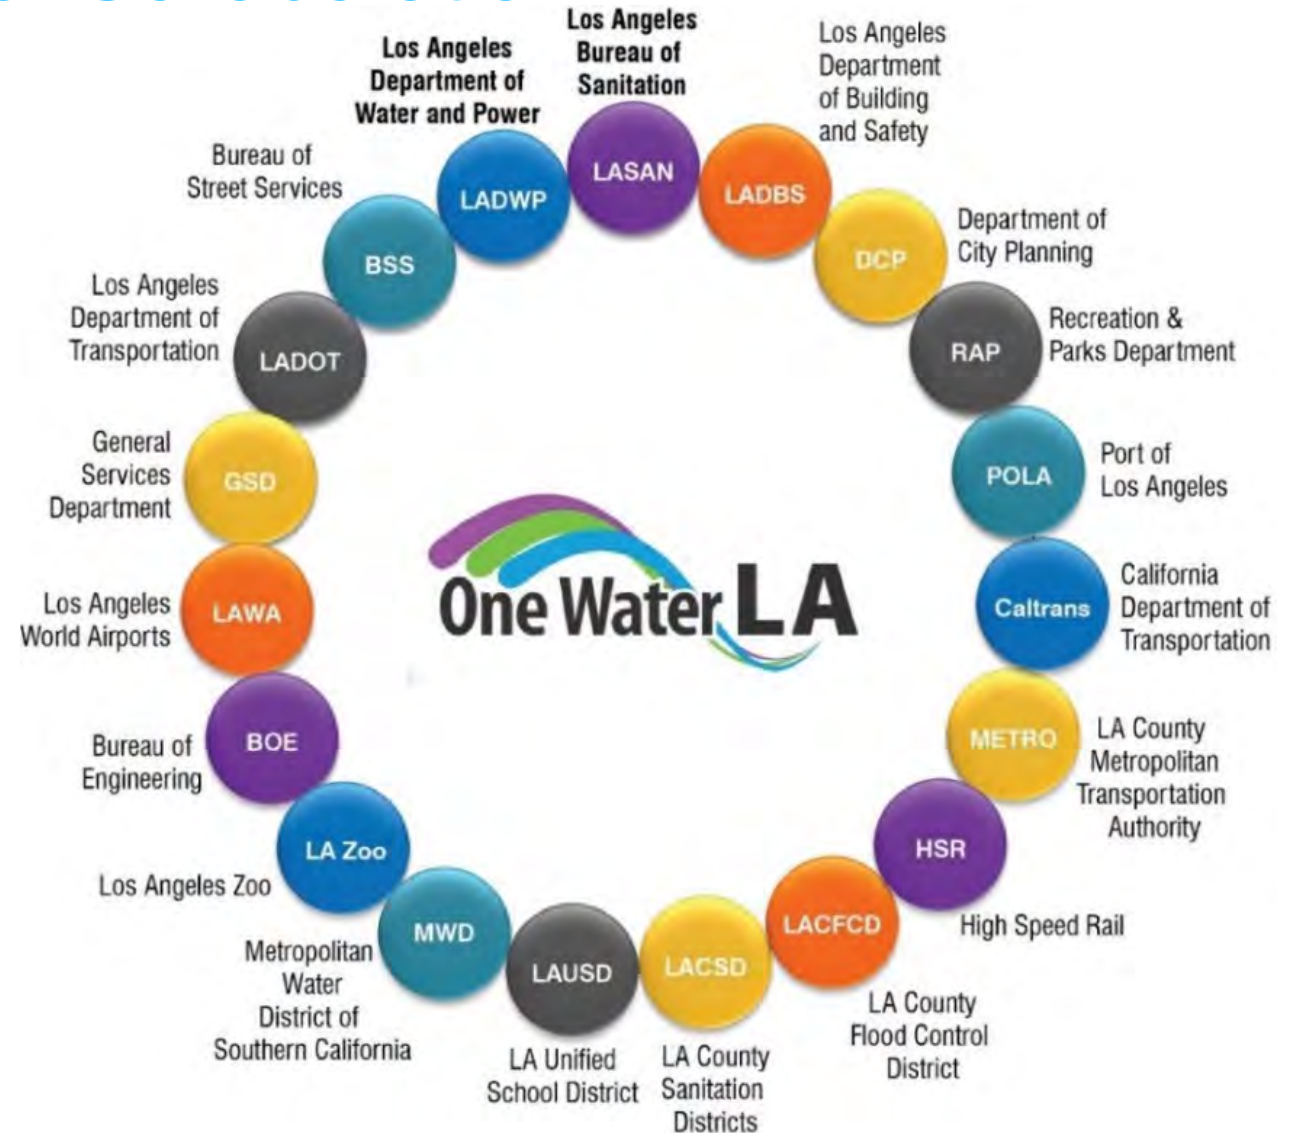 Los Angeles
Bureau of
Sanitation
LASAN
Los Angeles
Department
of Building
and Safety
LADBS
Department of
City Planning
DCP
Recreation &
Parks Department
RAP
Port of
Los Angeles
POLA
California
Department of
Transportation
Caltrans
LA County
Metropolitan
Transportation
Authority
METRO
High Speed Rail
HSR
LA County
Flood Control
District
LACFCD
LA County
Sanitation
Districts
LACSD
LA Unified
School District
LAUSD
Metropolitan
Water
District of
Southern California
MWD
Los Angeles Zoo
LA Zoo
Bureau of
Engineering
BOE
Los Angeles
World Airports
LAWA
General
Services
Department
GSD
Los Angeles
Department of
Transportation
LADOT
Bureau of
Street Services
BSS
Los Angeles
Department of
Water and Power
LADWP
One Water LA